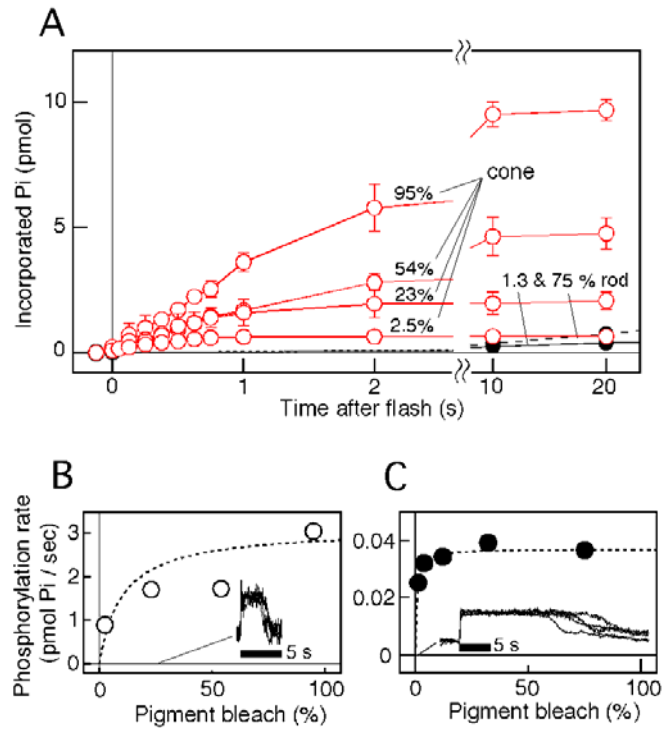 A
Incorporated Pi (pmol)
10
5
0
95%
cone
54%
23%
1.3 & 75 % rod
2.5%
0 1 2 10 20
Time after flash (s)
B
Phosphorylation rate
(pmol Pi / sec)
3
2
1
0
5 s
0 50 100
Pigment bleach (%)
C
0.04
0.02
0
5 s
0 50 100
Pigment bleach (%)